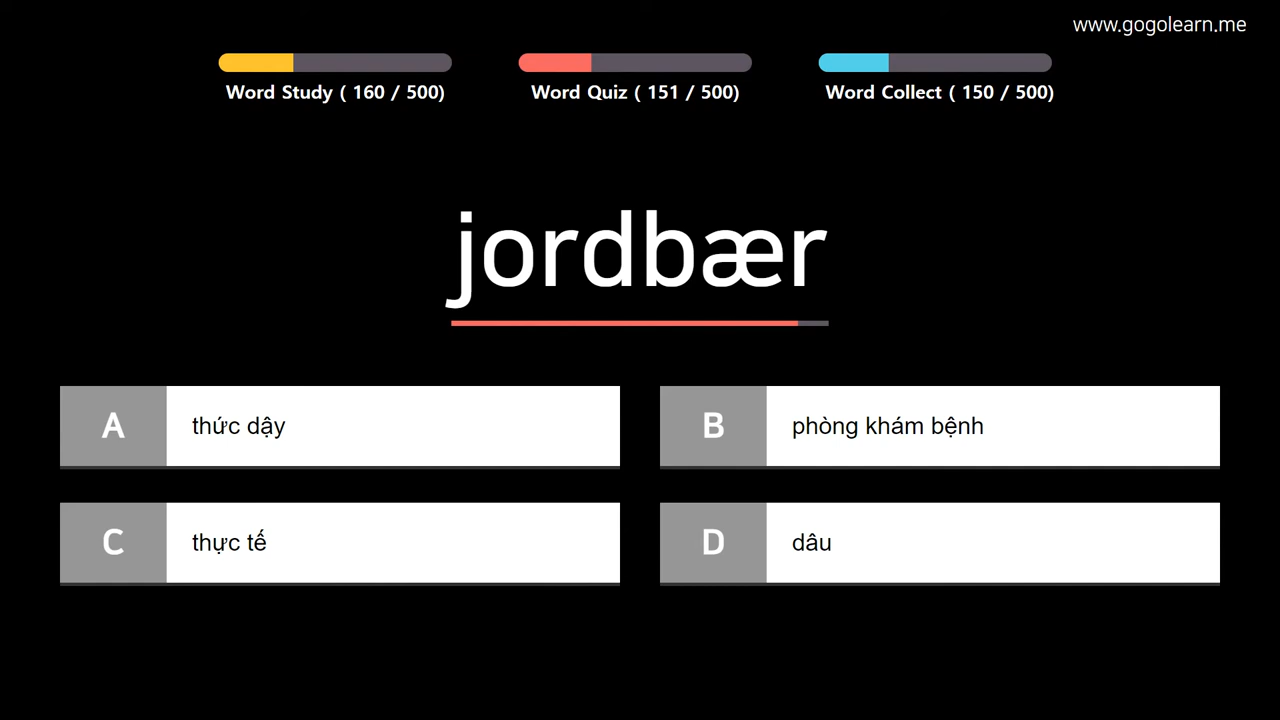 www.gogolearn.me
Word Study ( 160 / 500)
Word Quiz ( 151 / 500)
Word Collect ( 150 / 500)
jordbær
A thức dậy
B phòng khám bệnh
C thực tế
D dâu